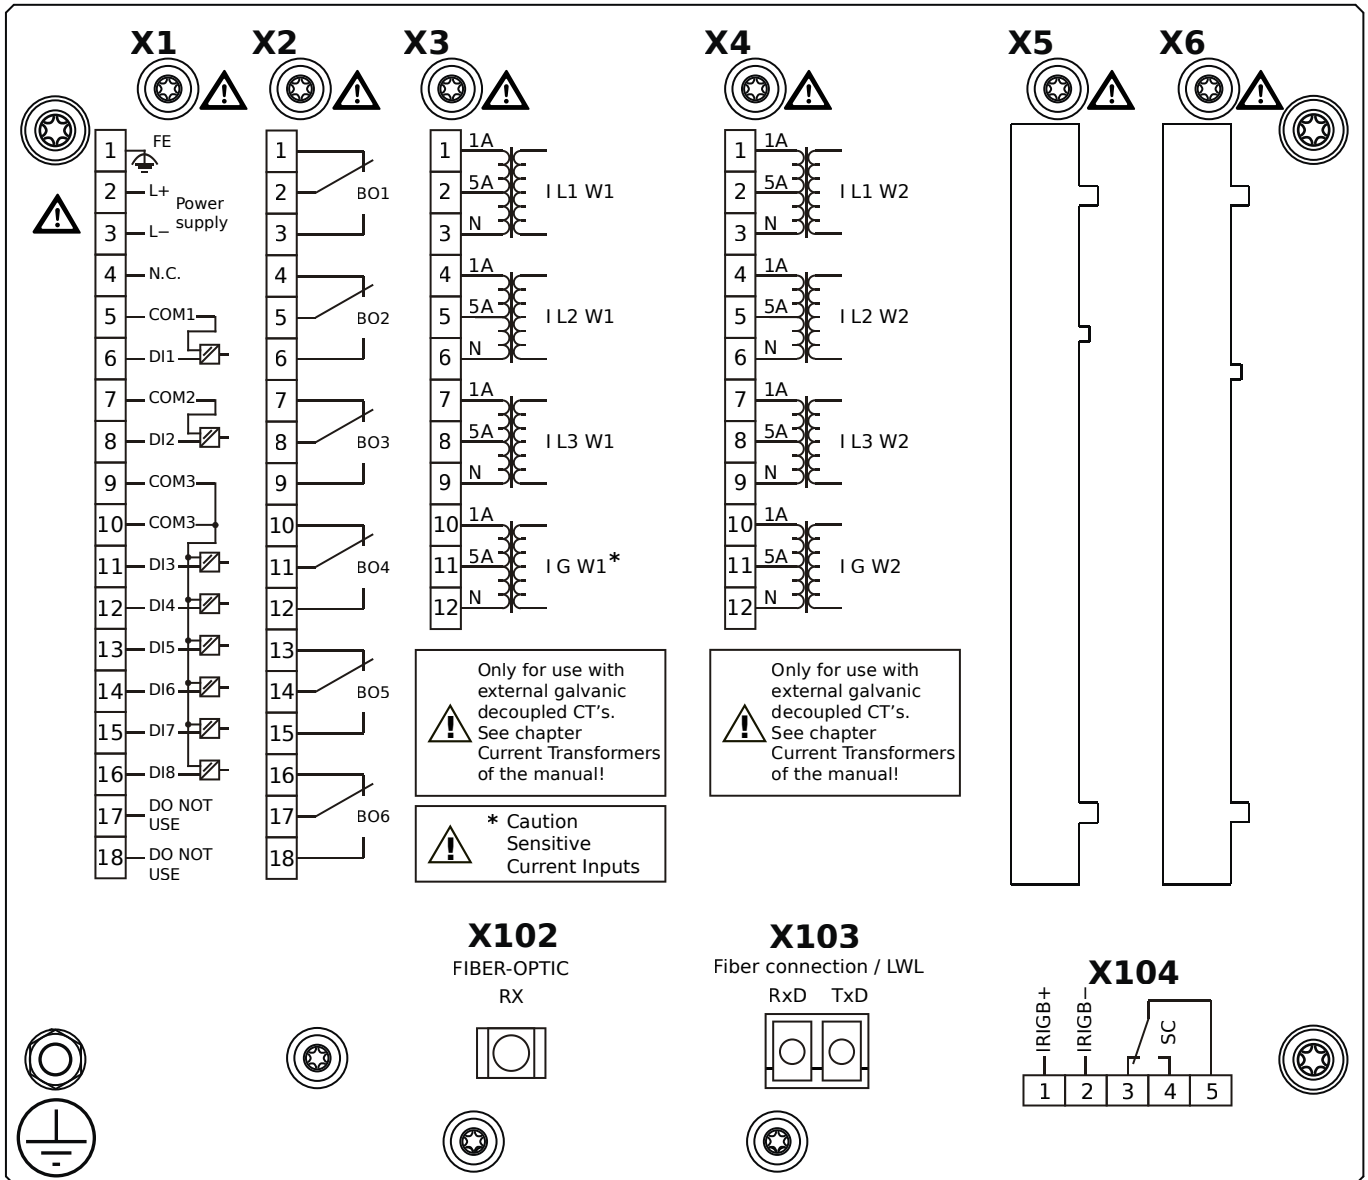 X1
X2
X3
X4
X5
X6
1 FE
2 L+
Power
supply
3 L−
4 N.C.
5 COM1
6 DI1
7 COM2
8 DI2
9 COM3
10 COM3
11 DI3
12 DI4
13 DI5
14 DI6
15 DI7
16 DI8
17 DO NOT
USE
18 DO NOT
USE
1
2 BO1
3
4
5 BO2
6
7
8 BO3
9
10
11 BO4
12
13
14 BO5
15
16
17 BO6
18
1 1A
2 5A I L1 W1
3 N
4 1A
5 5A I L2 W1
6 N
7 1A
8 5A I L3 W1
9 N
10 1A
11 5A I G W1*
12 N
Only for use with
external galvanic
decoupled CT's.
See chapter
Current Transformers
of the manual!
* Caution
Sensitive
Current Inputs
1 1A
2 5A I L1 W2
3 N
4 1A
5 5A I L2 W2
6 N
7 1A
8 5A I L3 W2
9 N
10 1A
11 5A I G W2
12 N
Only for use with
external galvanic
decoupled CT's.
See chapter
Current Transformers
of the manual!
X102
FIBER-OPTIC
RX
X103
Fiber connection / LWL
RxD TxD
X104
IRIGB+
IRIGB−
SC
1 2 3 4 5